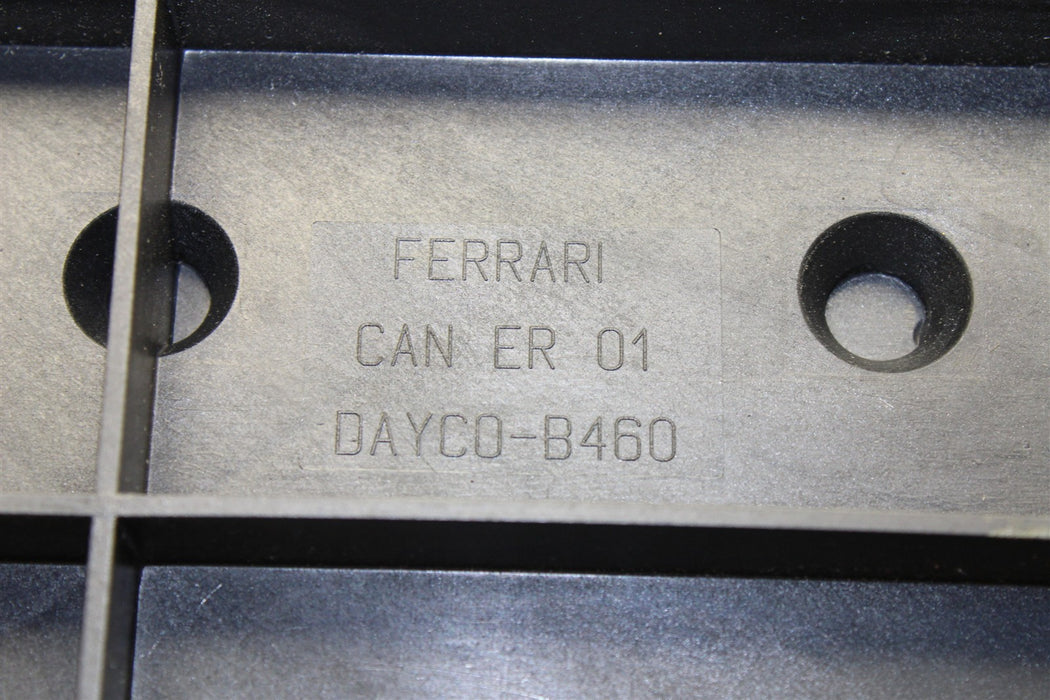 FERRARI
CAN ER 01
DAYCO-B460